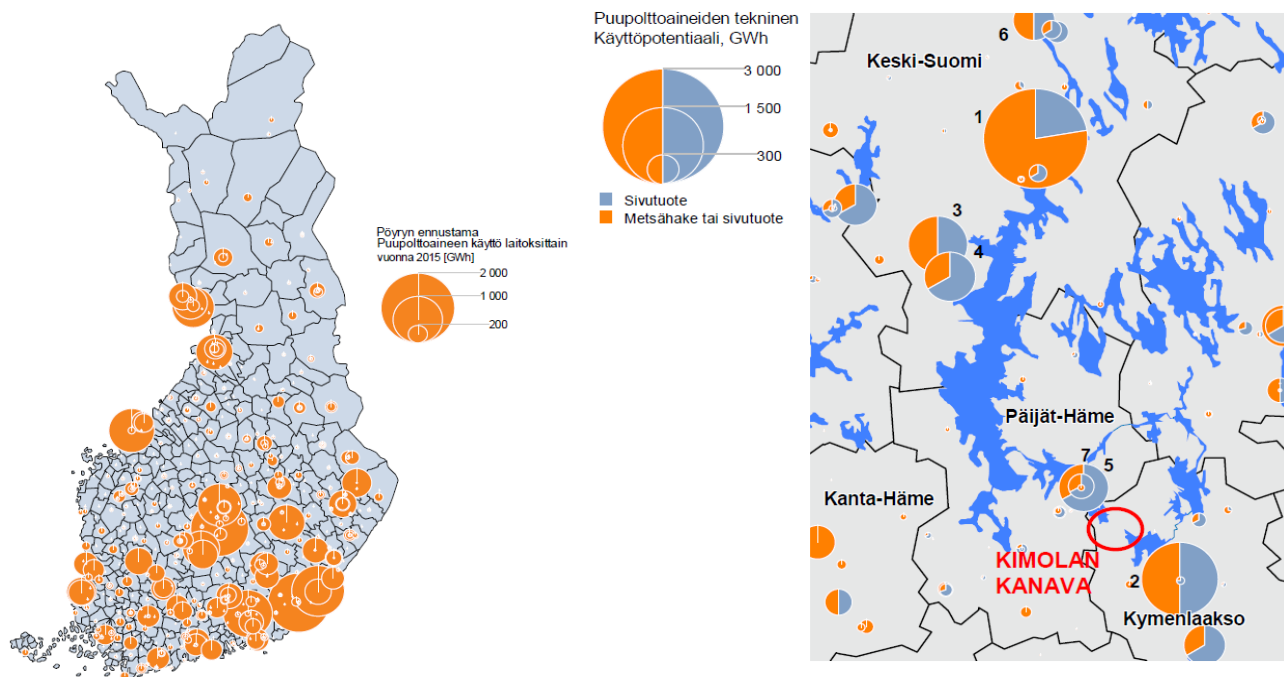 Pöyryn ennustama
Puupolttoaineen käyttö laitoksittain
vuonna 2015 [GWh]
2 000
1 000
200
Puupolttoaineiden tekninen
Käyttöpotentiaali, GWh
3 000
1 500
300
Sivutuote
Metsähake tai sivutuote
6
Keski-Suomi
1
3
4
Päijät-Häme
7
5
Kanta-Häme
KIMOLAN
KANAVA
2
Kymenlaakso